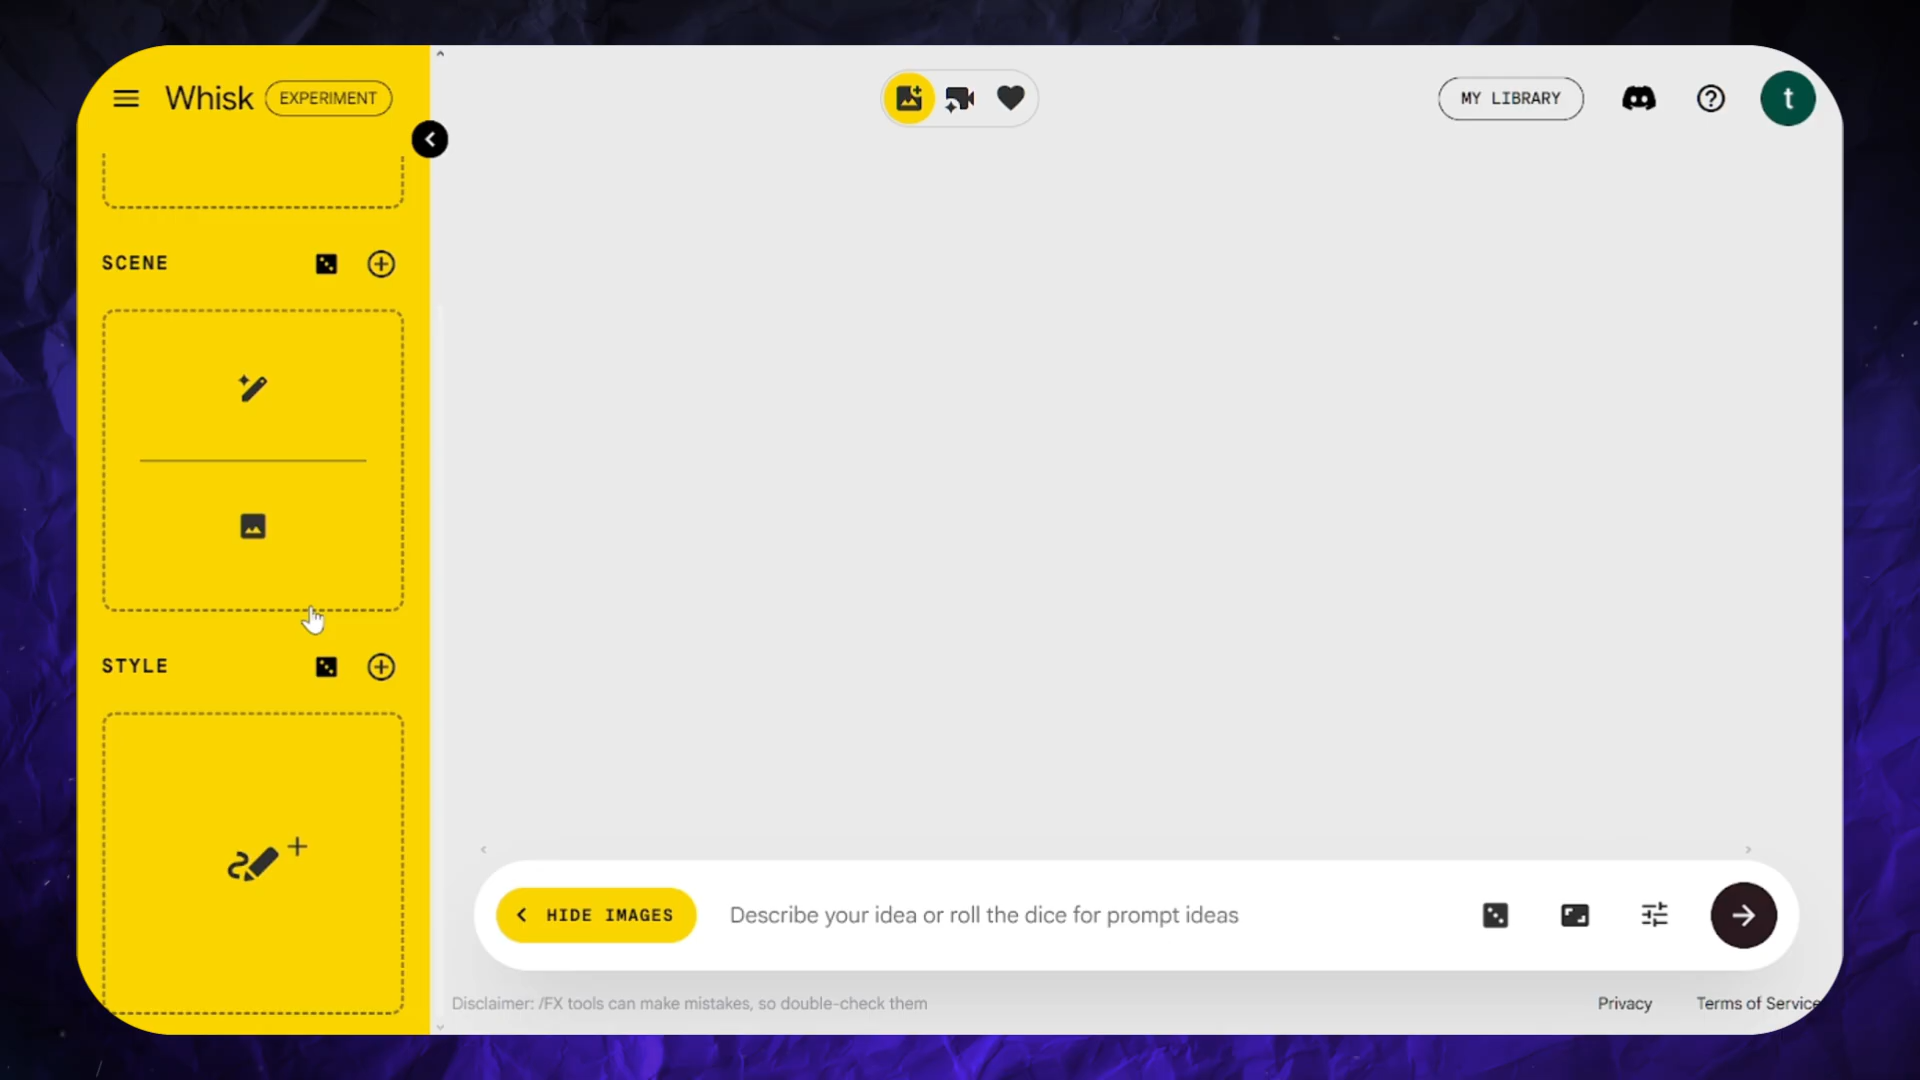 Whisk EXPERIMENT
MY LIBRARY
t
SCENE
STYLE
HIDE IMAGES
Describe your idea or roll the dice for prompt ideas
Disclaimer: /FX tools can make mistakes, so double-check them
Privacy
Terms of Service